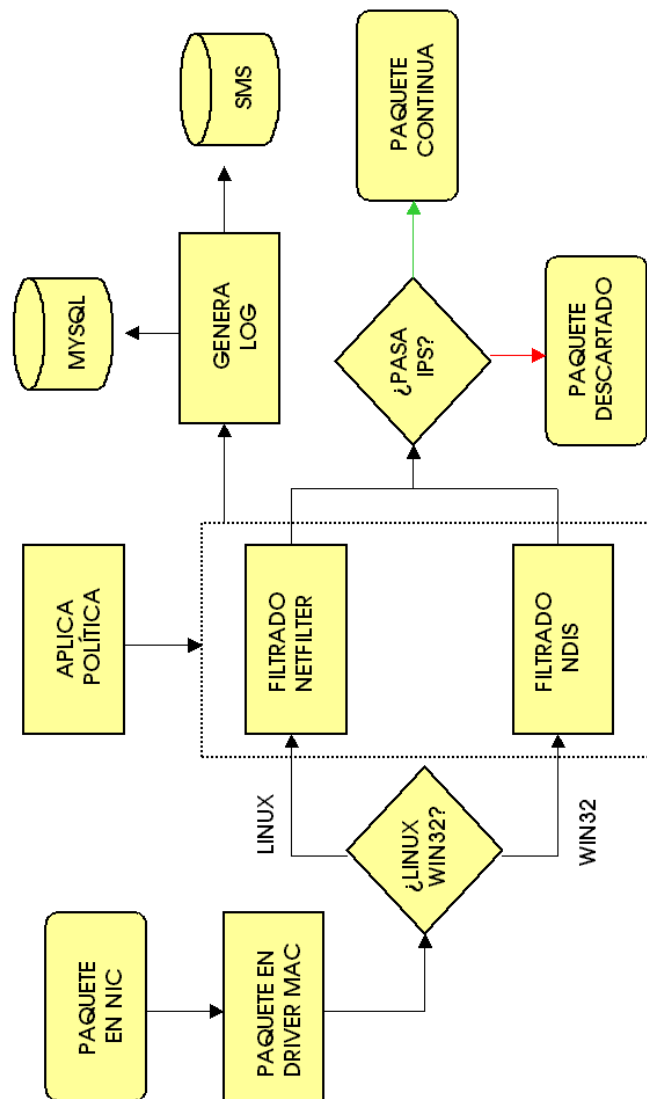 PAQUETE
EN NIC
PAQUETE EN
DRIVER MAC
¿LINUX
WIN32?
LINUX
WIN32
APLICA
POLÍTICA
FILTRADO
NETFILTER
FILTRADO
NDIS
GENERA
LOG
MYSQL
SMS
¿PASA
IPS?
PAQUETE
CONTINUA
PAQUETE
DESCARTADO